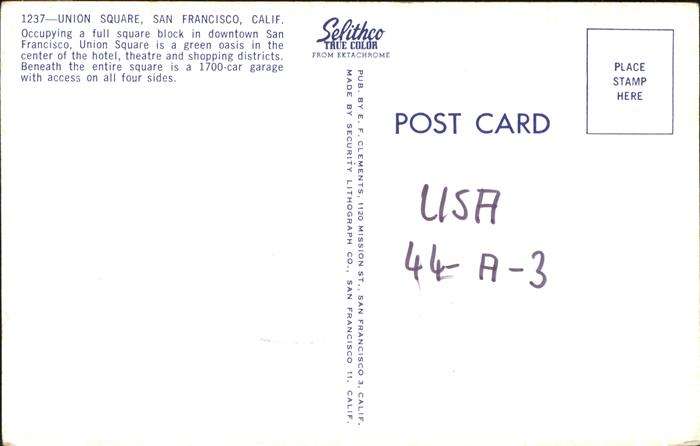 1237—UNION SQUARE, SAN FRANCISCO, CALIF.
Occupying a full square block in downtown San
Francisco, Union Square is a green oasis in the
center of the hotel, theatre and shopping districts.
Beneath the entire square is a 1700-car garage
with access on all four sides.
Selithco
TRUE COLOR
FROM EKTACHROME
PUB. BY E. F. CLEMENTS, 1120 MISSION ST., SAN FRANCISCO 3, CALIF.
MADE BY SECURITY LITHOGRAPH CO., SAN FRANCISCO 11, CALIF.
POST CARD
PLACE
STAMP
HERE
USA
44-A-3